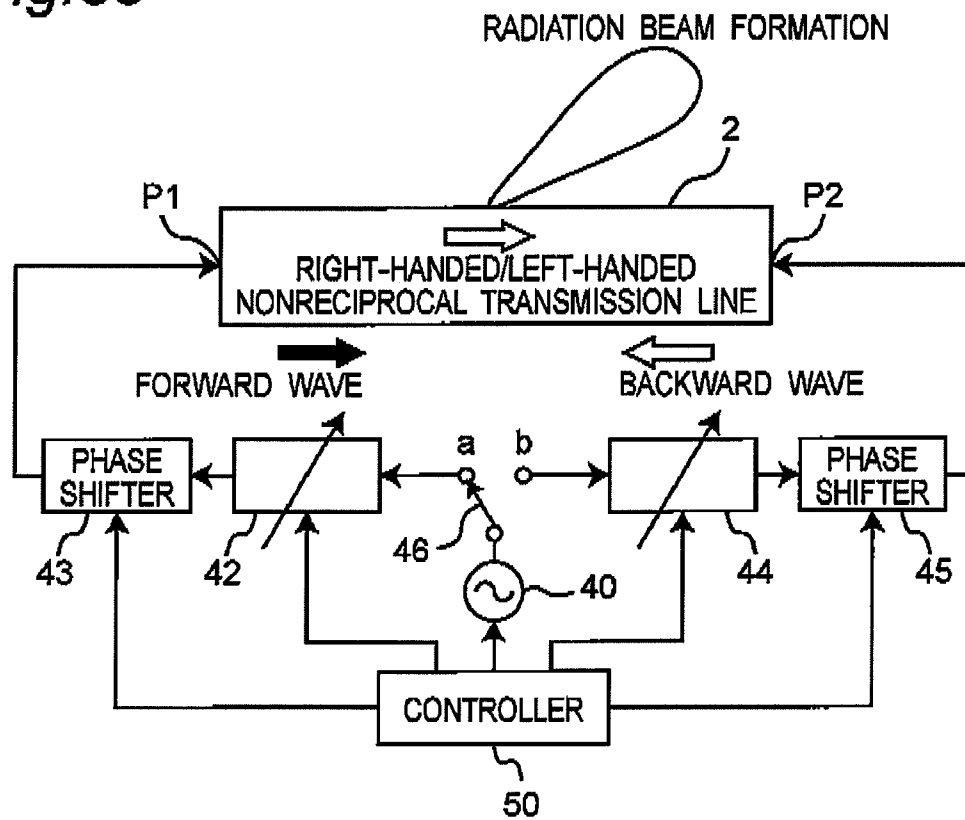 RADIATION BEAM FORMATION
2
P1
P2
RIGHT-HANDED/LEFT-HANDED
NONRECIPROCAL TRANSMISSION LINE
FORWARD WAVE
BACKWARD WAVE
a
b
PHASE
SHIFTER
PHASE
SHIFTER
43
42
46
40
44
45
CONTROLLER
50